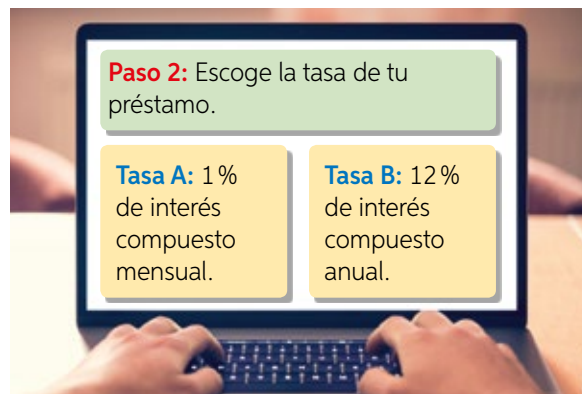 Paso 2: Escoge la tasa de tu
préstamo.
Tasa A: 1 %
de interés
compuesto
mensual.
Tasa B: 12 %
de interés
compuesto
anual.